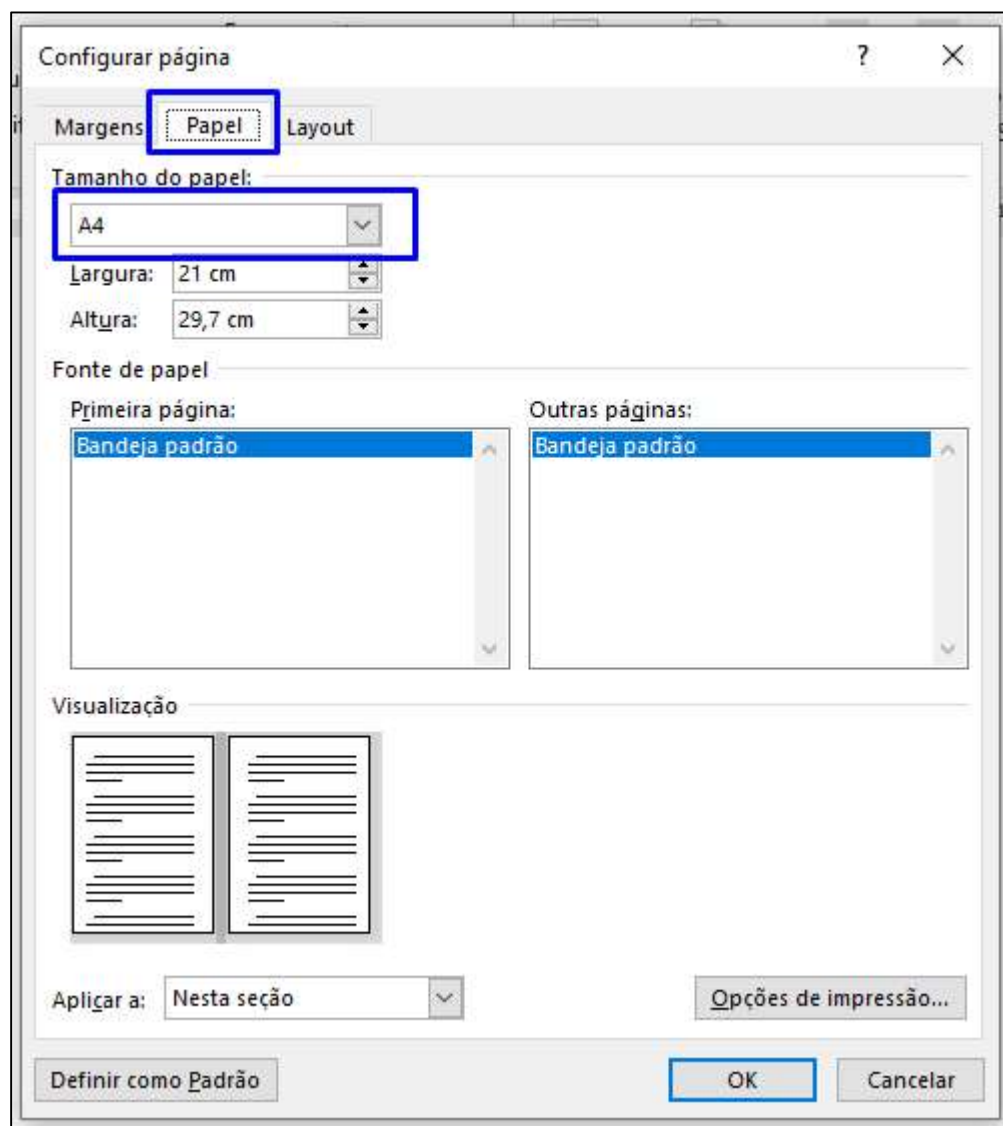 Configurar página ?
Margens Papel Layout
Tamanho do papel:
A4
Largura: 21 cm
Altura: 29,7 cm
Fonte de papel
Primeira página: Outras páginas:
Bandeja padrão Bandeja padrão
Visualização
Aplicar a: Nesta seção Opções de impressão...
Definir como Padrão OK Cancelar